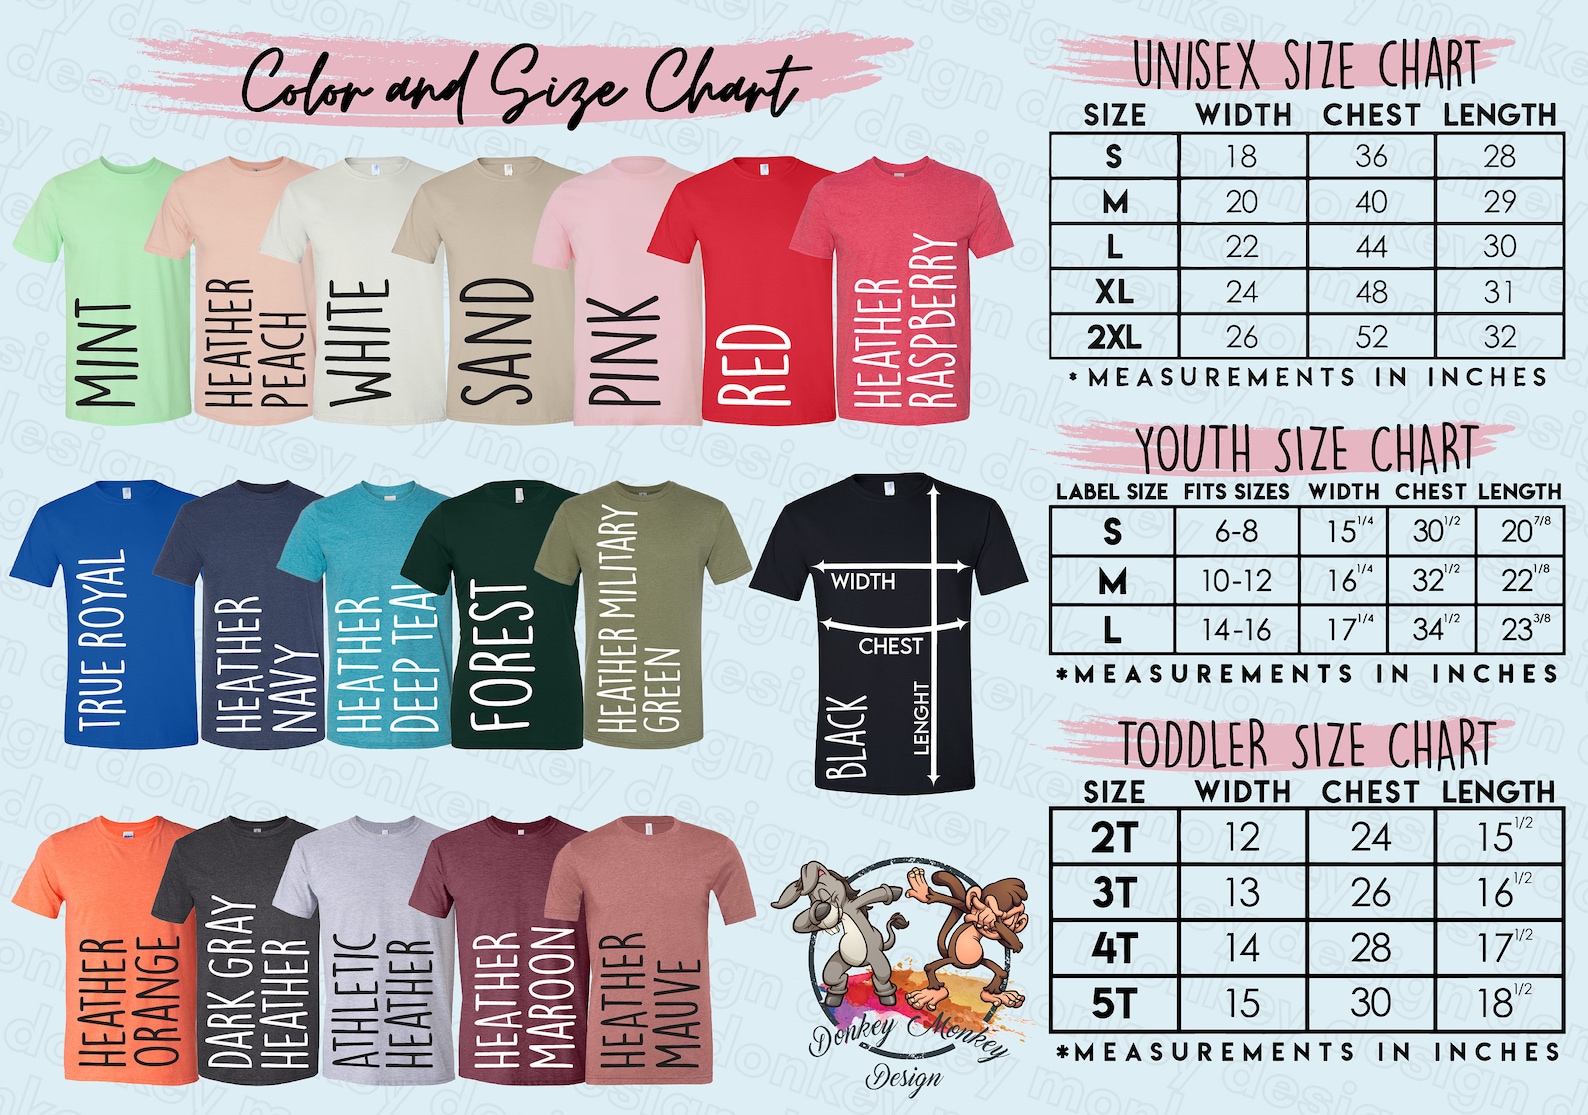 Color and Size Chart
MINT
HEATHER
PEACH
WHITE
SAND
PINK
RED
HEATHER
RASPBERRY
TRUE ROYAL
HEATHER
NAVY
HEATHER
DEEP TEAL
FOREST
HEATHER MILITARY
GREEN
WIDTH
CHEST
LENGHT
BLACK
HEATHER
ORANGE
DARK GRAY
HEATHER
ATHLETIC
HEATHER
HEATHER
MAROON
HEATHER
MAUVE
Donkey Monkey
Design
UNISEX SIZE CHART
SIZE WIDTH CHEST LENGTH
S 18 36 28
M 20 40 29
L 22 44 30
XL 24 48 31
2XL 26 52 32
*MEASUREMENTS IN INCHES
YOUTH SIZE CHART
LABEL SIZE FITS SIZES WIDTH CHEST LENGTH
S 6-8 15 1/4 30 1/2 20 7/8
M 10-12 16 1/4 32 1/2 22 1/8
L 14-16 17 1/4 34 1/2 23 3/8
*MEASUREMENTS IN INCHES
TODDLER SIZE CHART
SIZE WIDTH CHEST LENGTH
2T 12 24 15 1/2
3T 13 26 16 1/2
4T 14 28 17 1/2
5T 15 30 18 1/2
*MEASUREMENTS IN INCHES